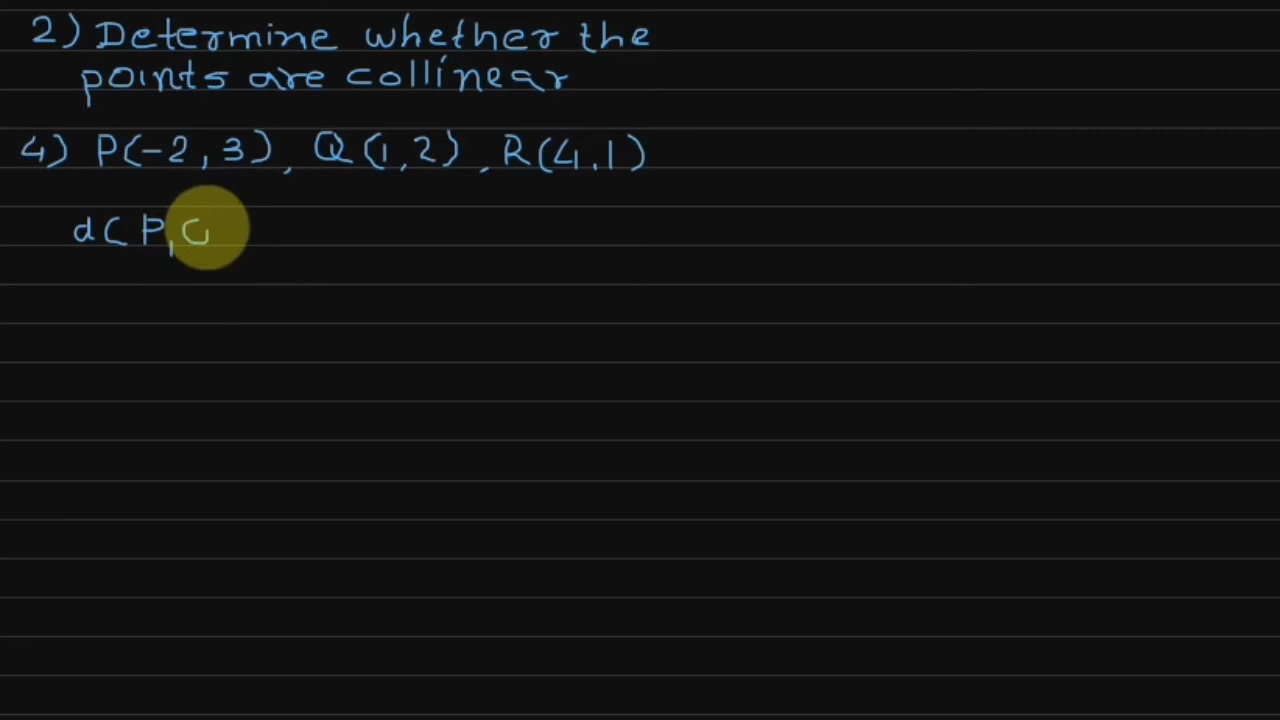 2) Determine whether the
points are collinear
4) P(-2, 3), Q(1,2), R(4,1)
d(P,